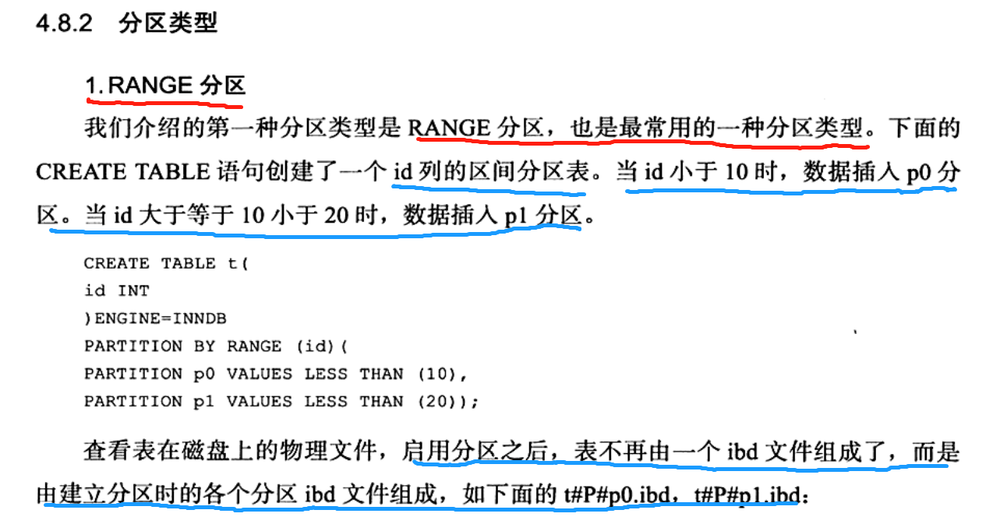 4.8.2 分区类型
1. RANGE 分区
我们介绍的第一种分区类型是 RANGE 分区，也是最常用的一种分区类型。下面的
CREATE TABLE 语句创建了一个 id 列的区间分区表。当 id 小于 10 时，数据插入 p0 分
区。当 id 大于等于 10 小于 20 时，数据插入 p1 分区。
CREATE TABLE t(
id INT
)ENGINE=INNDB
PARTITION BY RANGE (id)(
PARTITION p0 VALUES LESS THAN (10),
PARTITION p1 VALUES LESS THAN (20));
查看表在磁盘上的物理文件，启用分区之后，表不再由一个 ibd 文件组成了，而是
由建立分区时的各个分区 ibd 文件组成，如下面的 t#P#p0.ibd，t#P#p1.ibd：